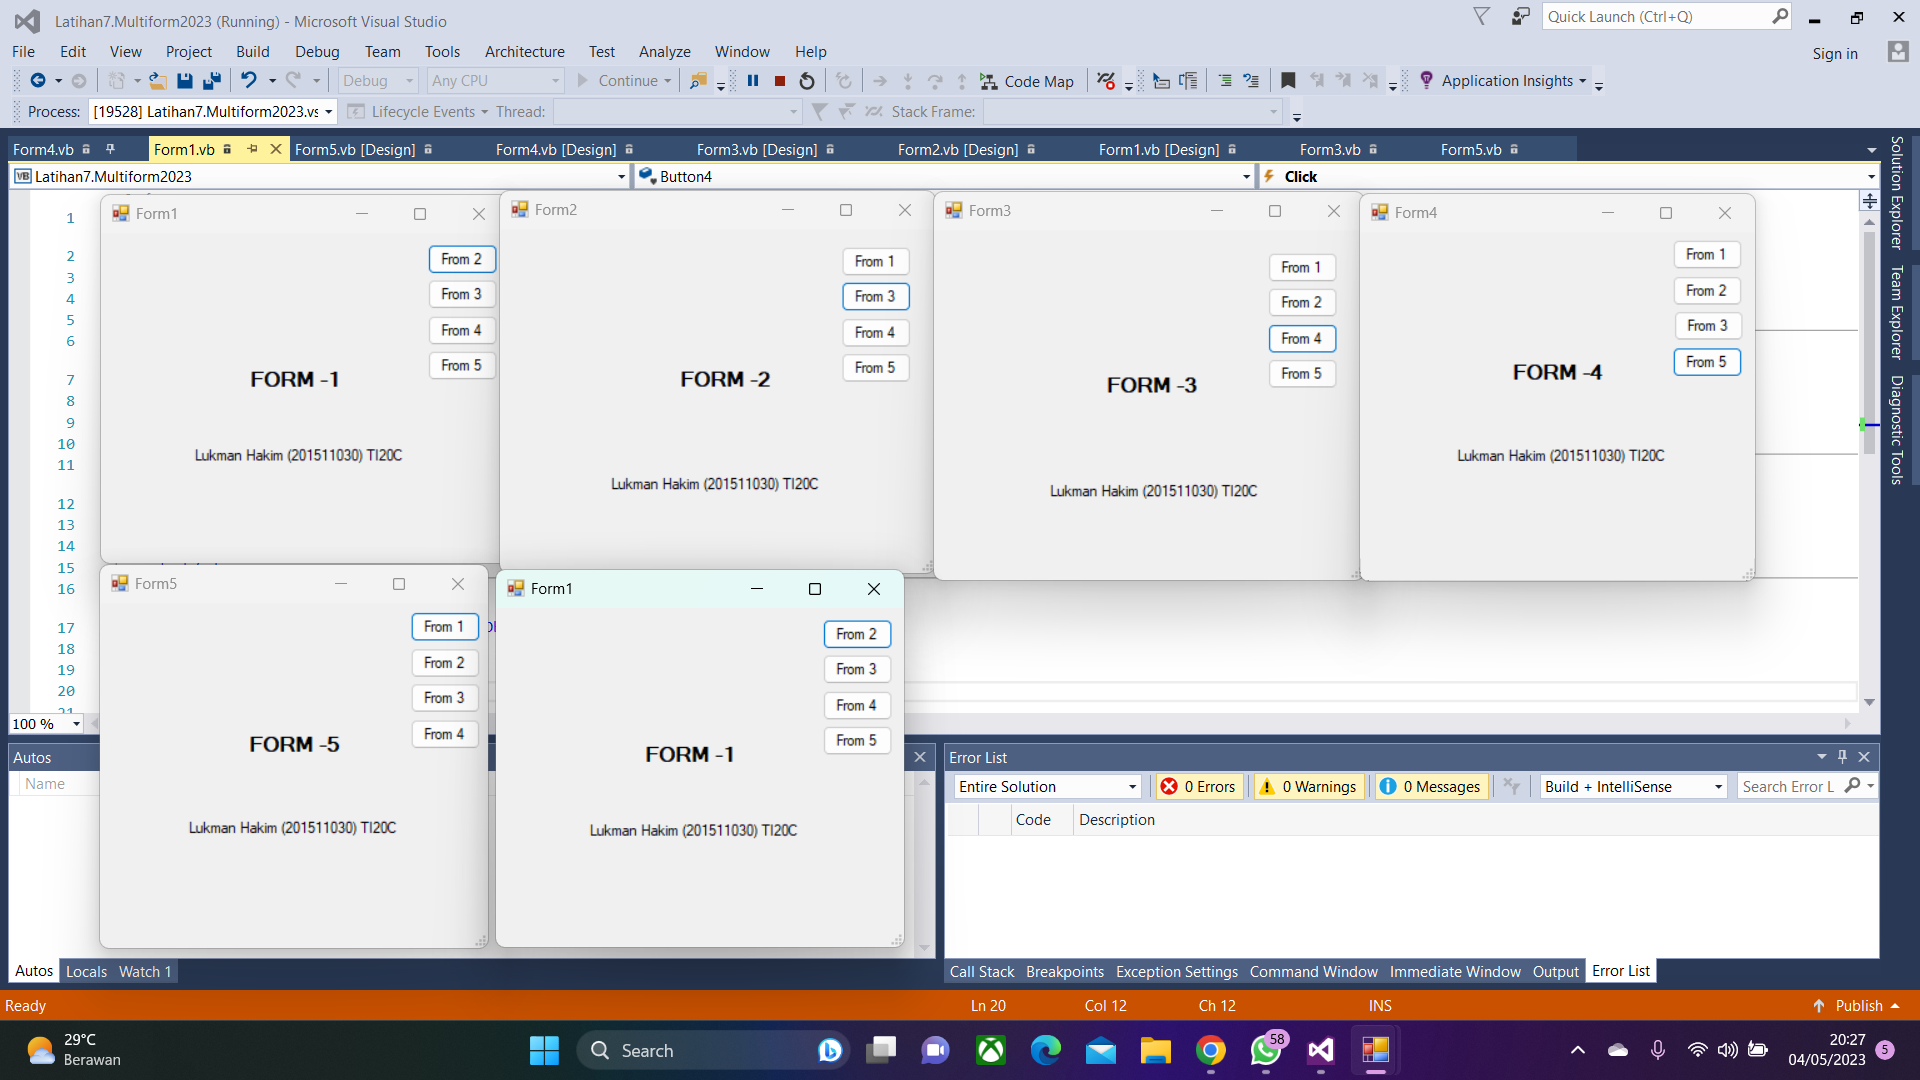 Latihan7.Multiform2023 (Running) - Microsoft Visual Studio
Quick Launch (Ctrl+Q)
File Edit View Project Build Debug Team Tools Architecture Test Analyze Window Help
Sign in
Debug Any CPU Continue Code Map Application Insights
Process: [19528] Latihan7.Multiform2023.vs Lifecycle Events Thread: Stack Frame:
Form4.vb Form1.vb Form5.vb [Design] Form4.vb [Design] Form3.vb [Design] Form2.vb [Design] Form1.vb [Design] Form3.vb Form5.vb
VB Latihan7.Multiform2023 Button4 Click
Solution Explorer
Team Explorer
Diagnostic Tools
1
2
3
4
5
6
7
8
9
10
11
12
13
14
15
16
17
18
19
20
21
100 %
Form1
From 2
From 3
From 4
From 5
FORM -1
Lukman Hakim (201511030) TI20C
Form2
From 1
From 3
From 4
From 5
FORM -2
Lukman Hakim (201511030) TI20C
Form3
From 1
From 2
From 4
From 5
FORM -3
Lukman Hakim (201511030) TI20C
Form4
From 1
From 2
From 3
From 5
FORM -4
Lukman Hakim (201511030) TI20C
Form5
From 1
From 2
From 3
From 4
FORM -5
Lukman Hakim (201511030) TI20C
Form1
From 2
From 3
From 4
From 5
FORM -1
Lukman Hakim (201511030) TI20C
Autos
Name
Autos Locals Watch 1
Error List
Entire Solution 0 Errors 0 Warnings 0 Messages Build + IntelliSense Search Error L
Code Description
Call Stack Breakpoints Exception Settings Command Window Immediate Window Output Error List
Ready Ln 20 Col 12 Ch 12 INS Publish
29°C
Berawan
Search
58
20:27
04/05/2023
5